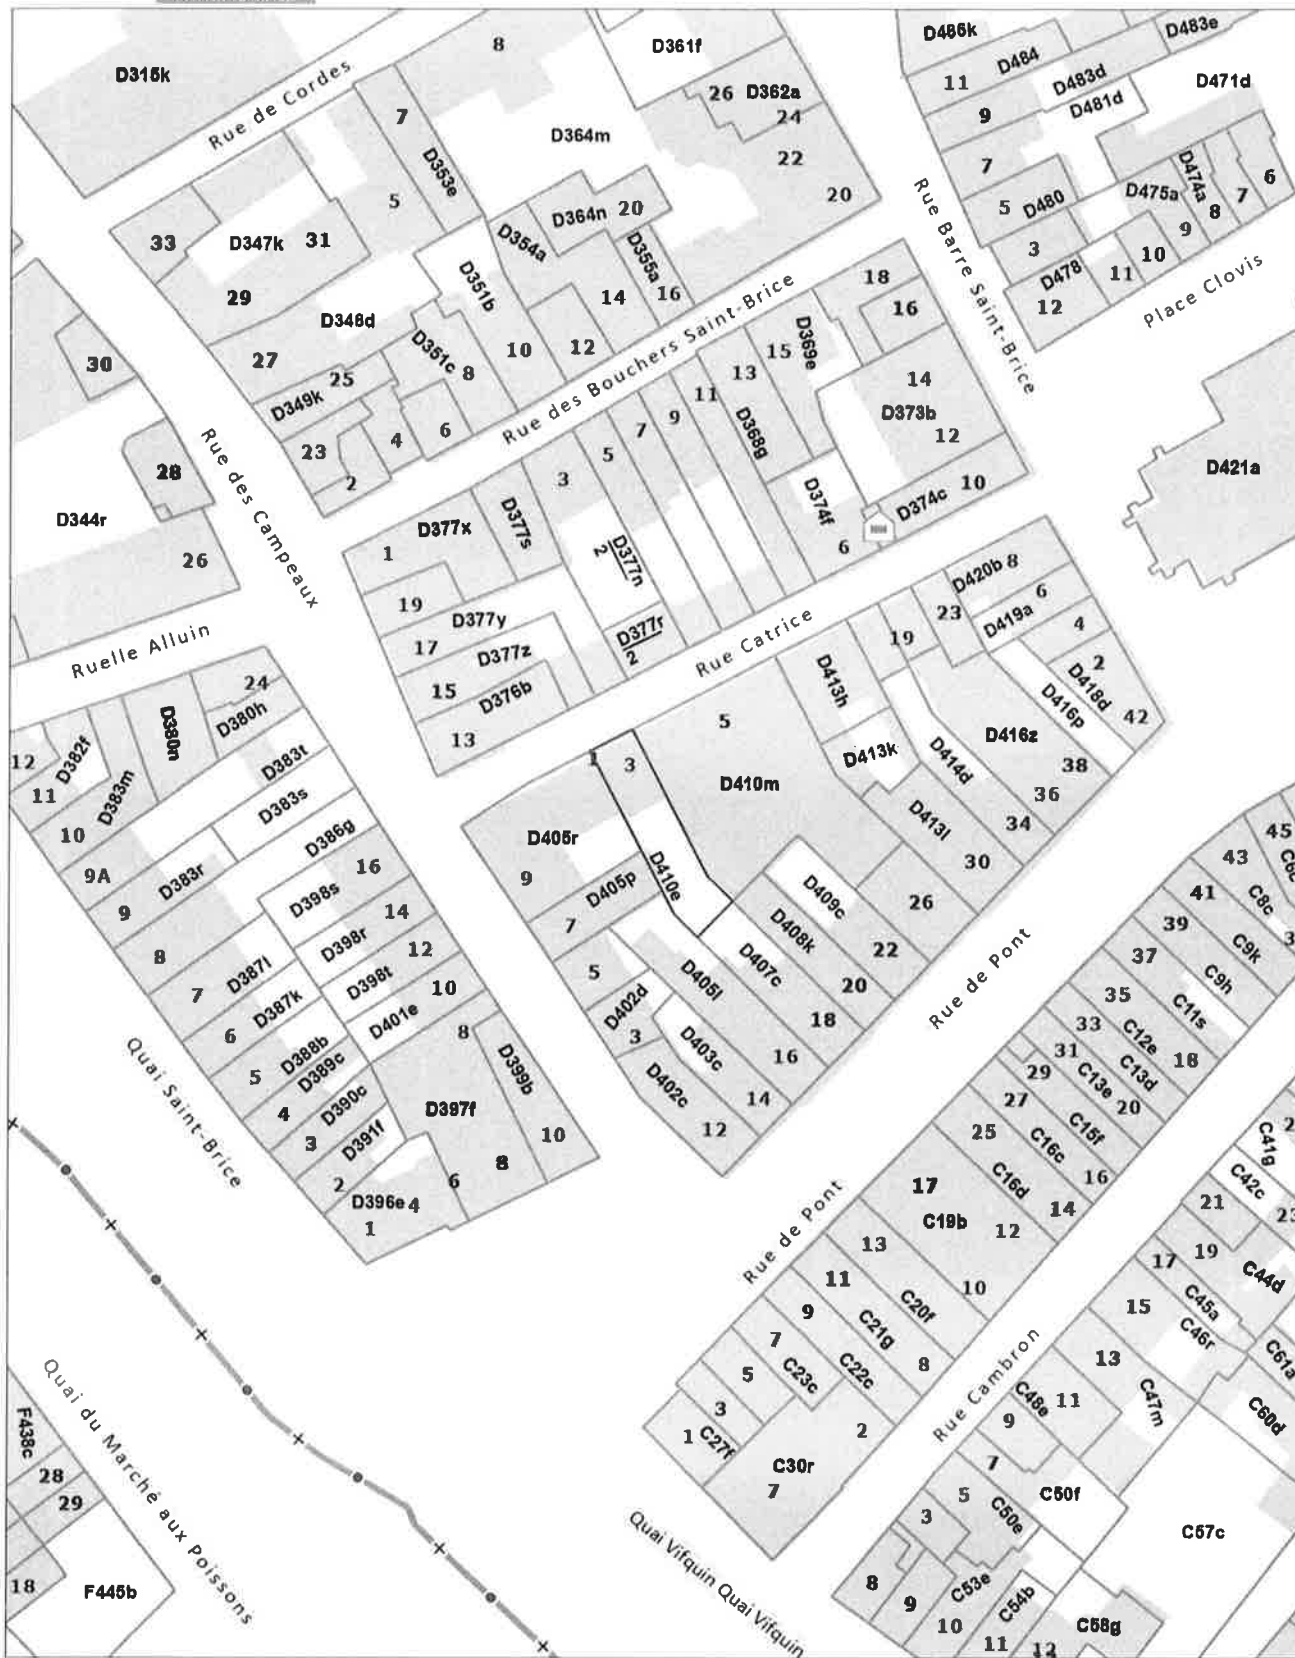 D315k
Rue de Cordes
8
D361f
26
D362a
24
22
20
D364m
D364n
20
7
D353e
5
33
D347k
31
29
D348d
27
D351b
D354a
D355a
14
16
12
10
D351c
8
6
4
2
25
D349k
23
30
28
D344r
26
Rue des Campeaux
Ruelle Alluin
Rue des Bouchers Saint-Brice
D485k
D483e
11
D484
D483d
9
D481d
D471d
7
5
D480
3
D478
12
D475a
D474a
11
10
9
8
7
6
Rue Barre Saint-Brice
Place Clovis
D421a
18
16
15
D369e
13
D368g
11
9
7
5
3
14
D373b
12
10
D374c
D374f
6
D377x
1
D377s
D377n
2
D377r
2
19
D377y
17
D377z
15
D376b
13
Rue Catrice
D420b
8
6
D419a
4
2
D418d
D416p
42
23
19
D413h
D413k
D414d
D416z
38
36
34
D413l
30
5
D410m
3
1
D410e
D405r
9
D405p
7
5
D402d
3
D402c
12
D403c
14
D405l
16
D407c
18
D408k
20
D409c
22
26
24
D380h
D380n
12
D382f
11
D383m
10
9A
D383t
D383s
D383r
9
D386g
8
16
D398s
14
D398r
12
D398t
10
D401e
8
D399b
10
D387l
7
D387k
6
D388b
5
D389c
4
D390c
3
D391f
2
D397f
8
6
D396e
4
1
Quai Saint-Brice
Rue de Pont
Rue de Pont
45
43
C8c
41
39
C9k
37
C9h
35
C11s
18
33
C12e
31
C13d
29
C13e
20
27
C15f
25
C16c
16
C16d
14
17
C19b
12
10
13
C20f
11
C21g
8
9
C22c
7
C23c
5
3
C27f
1
2
C30r
7
Rue Cambron
C41g
C42c
21
23
19
C44d
17
C45a
15
C46r
C61a
13
C47m
C60d
11
C48e
9
7
C50f
5
C50e
3
C57c
8
9
C53e
10
C54b
11
C58g
12
Quai Vifquin Quai Vifquin
Quai du Marché aux Poissons
F438c
28
29
18
F445b